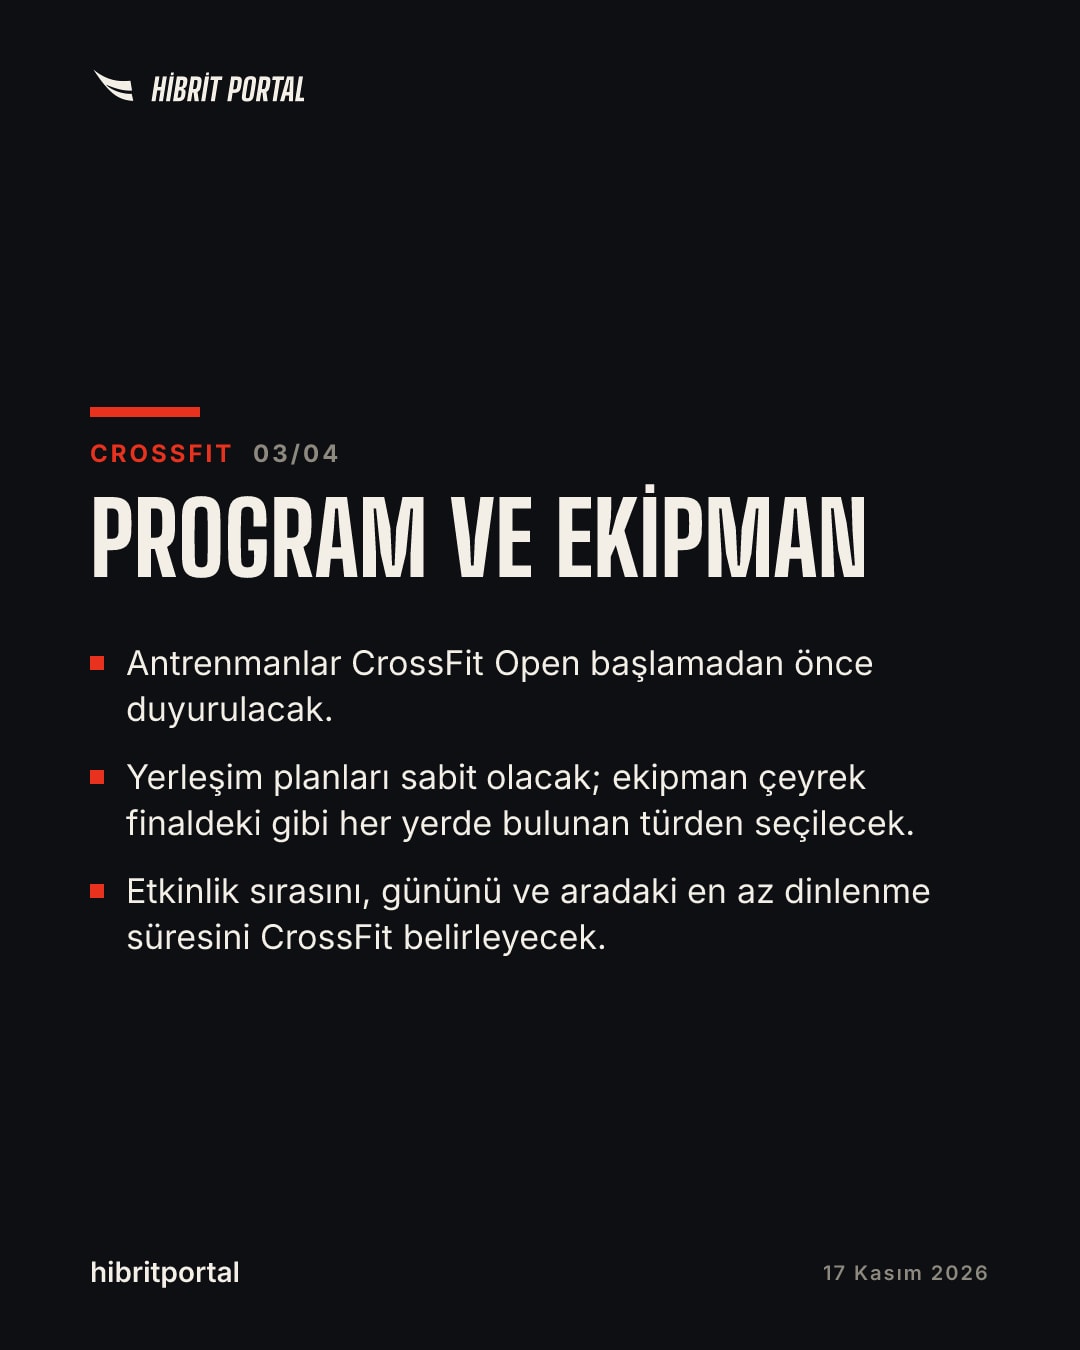 HİBRİT PORTAL
CROSSFIT 03/04
PROGRAM VE EKİPMAN
Antrenmanlar CrossFit Open başlamadan önce
duyurulacak.
Yerleşim planları sabit olacak; ekipman çeyrek
finaldeki gibi her yerde bulunan türden seçilecek.
Etkinlik sırasını, gününü ve aradaki en az dinlenme
süresini CrossFit belirleyecek.
hibritportal
17 Kasım 2026